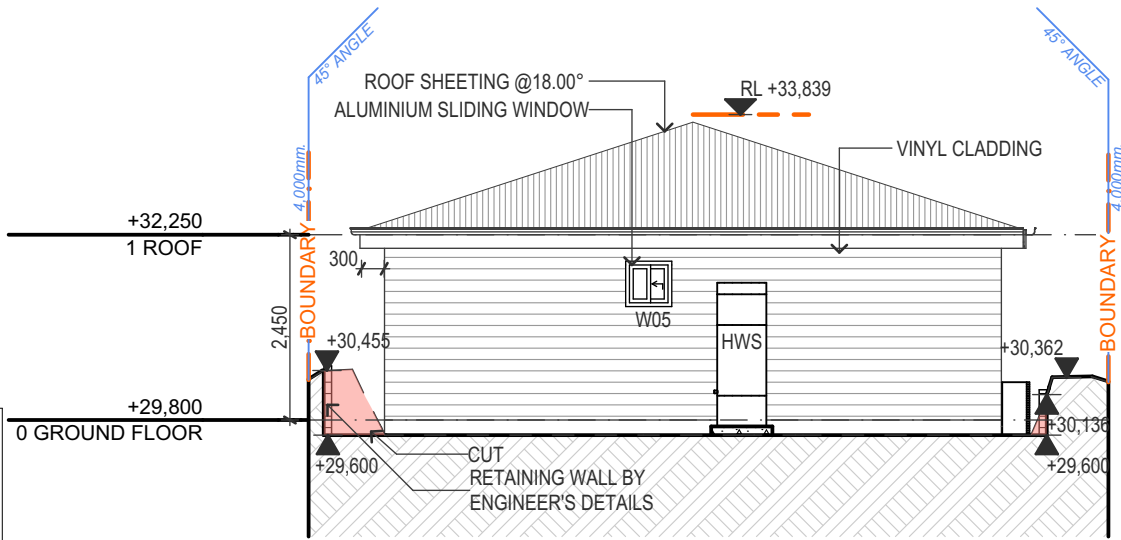 45° ANGLE
45° ANGLE
ROOF SHEETING @18.00°
RL +33,839
ALUMINIUM SLIDING WINDOW
VINYL CLADDING
4,000mm.
4,000mm.
+32,250
1 ROOF
BOUNDARY
BOUNDARY
300
2,450
W05
HWS
+30,455
+30,362
+29,800
0 GROUND FLOOR
+30,136
CUT
+29,600
+29,600
RETAINING WALL BY
ENGINEER'S DETAILS